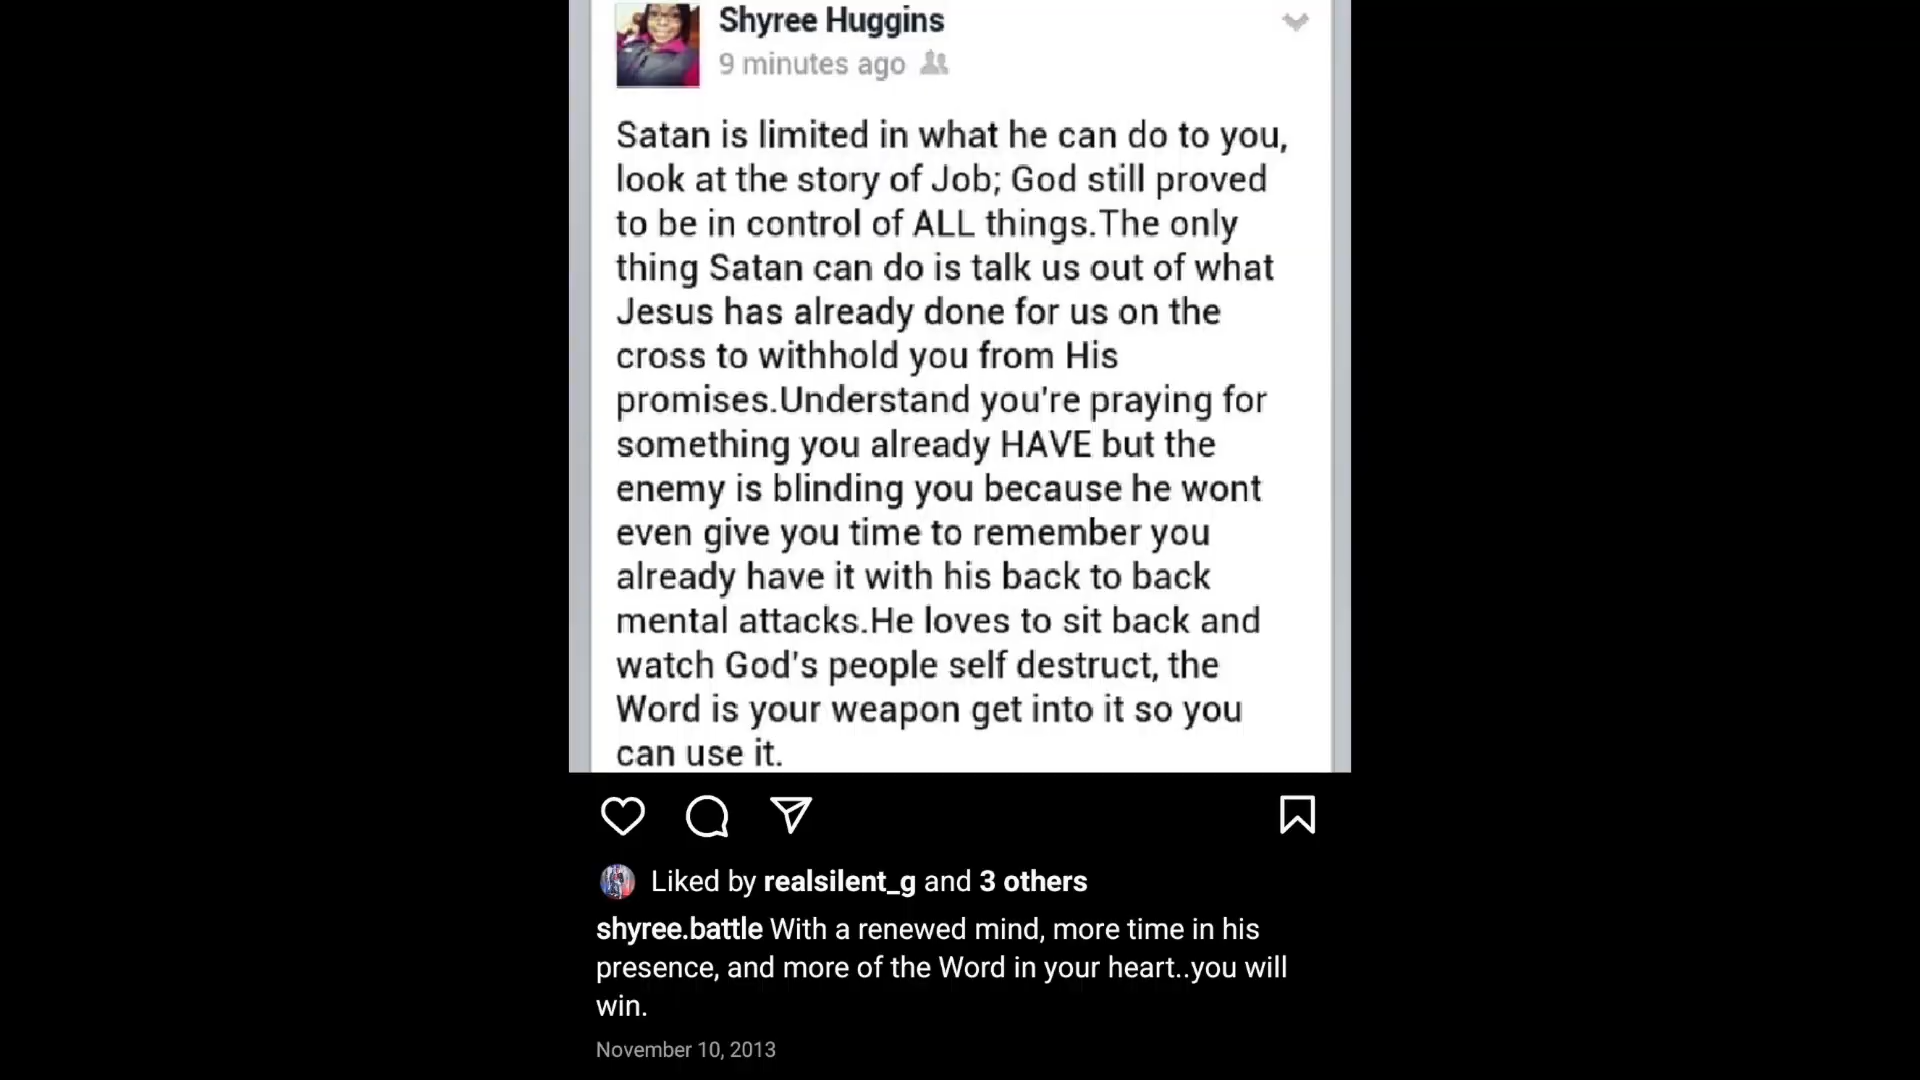 Shyree Huggins
9 minutes ago
Satan is limited in what he can do to you,
look at the story of Job; God still proved
to be in control of ALL things.The only
thing Satan can do is talk us out of what
Jesus has already done for us on the
cross to withhold you from His
promises.Understand you're praying for
something you already HAVE but the
enemy is blinding you because he wont
even give you time to remember you
already have it with his back to back
mental attacks.He loves to sit back and
watch God's people self destruct, the
Word is your weapon get into it so you
can use it.
Liked by realsilent_g and 3 others
shyree.battle With a renewed mind, more time in his
presence, and more of the Word in your heart..you will
win.
November 10, 2013